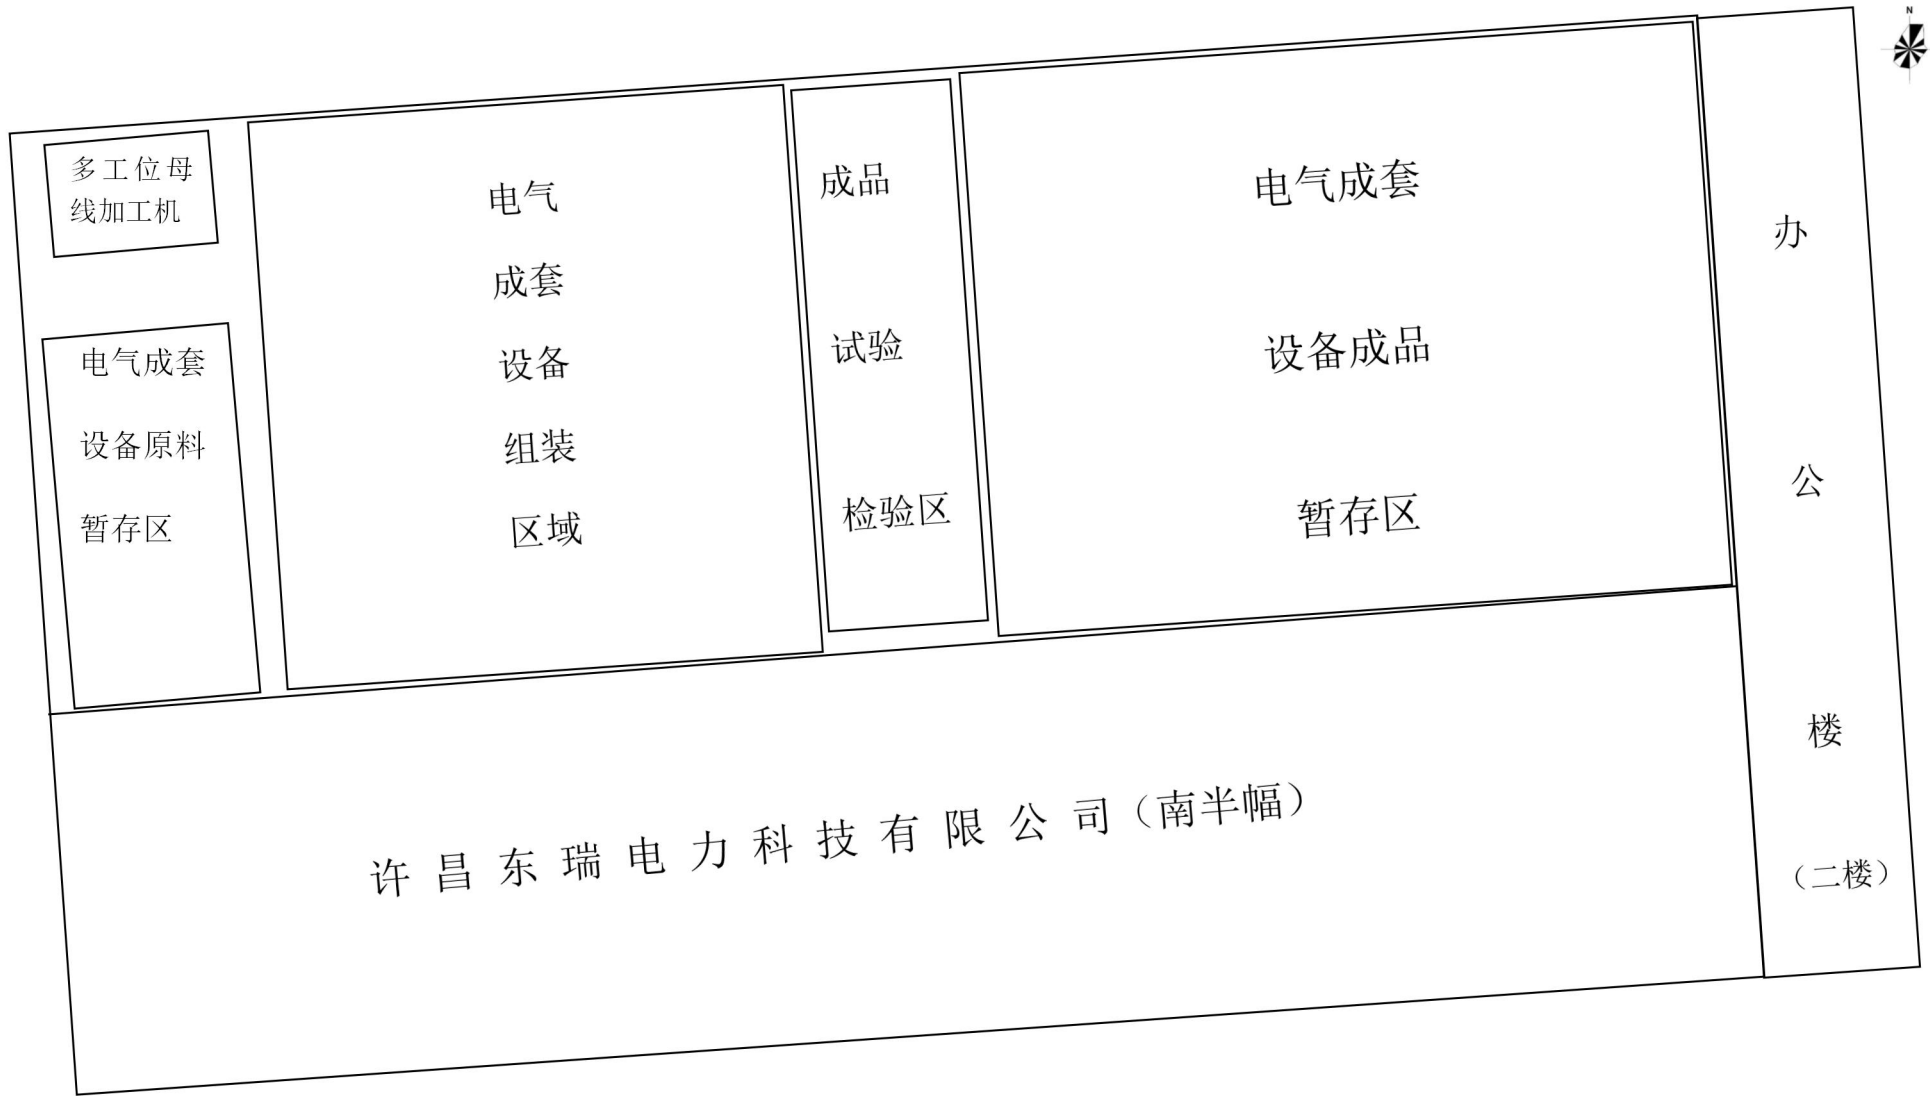 N
多工位母
线加工机
电气成套
设备原料
暂存区
电气
成套
设备
组装
区域
成品
试验
检验区
电气成套
设备成品
暂存区
办
公
楼
（二楼）
许昌东瑞电力科技有限公司（南半幅）